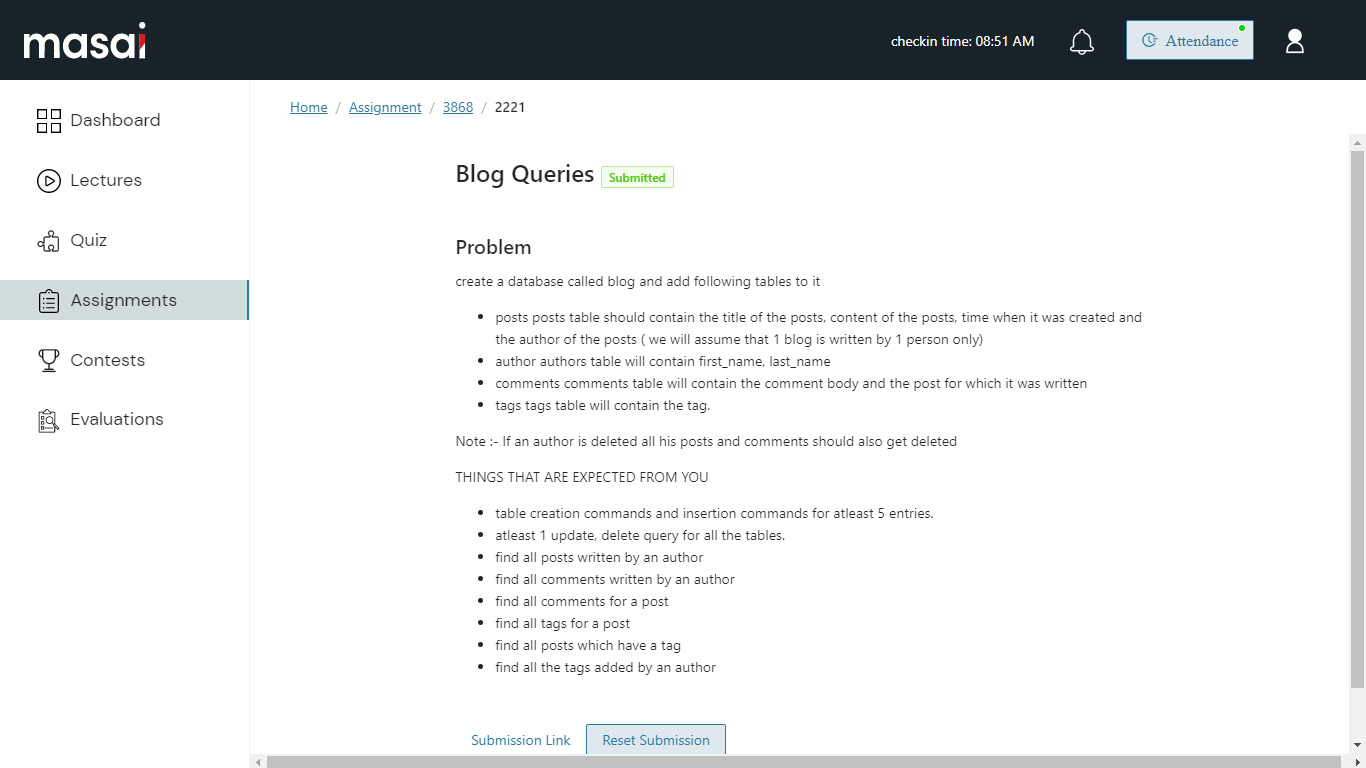 masai
checkin time: 08:51 AM
Attendance
Dashboard
Lectures
Quiz
Assignments
Contests
Evaluations
Home / Assignment / 3868 / 2221
Blog Queries Submitted
Problem
create a database called blog and add following tables to it
posts posts table should contain the title of the posts, content of the posts, time when it was created and
the author of the posts ( we will assume that 1 blog is written by 1 person only)
author authors table will contain first_name, last_name
comments comments table will contain the comment body and the post for which it was written
tags tags table will contain the tag.
Note :- If an author is deleted all his posts and comments should also get deleted
THINGS THAT ARE EXPECTED FROM YOU
table creation commands and insertion commands for atleast 5 entries.
atleast 1 update, delete query for all the tables.
find all posts written by an author
find all comments written by an author
find all comments for a post
find all tags for a post
find all posts which have a tag
find all the tags added by an author
Submission Link Reset Submission